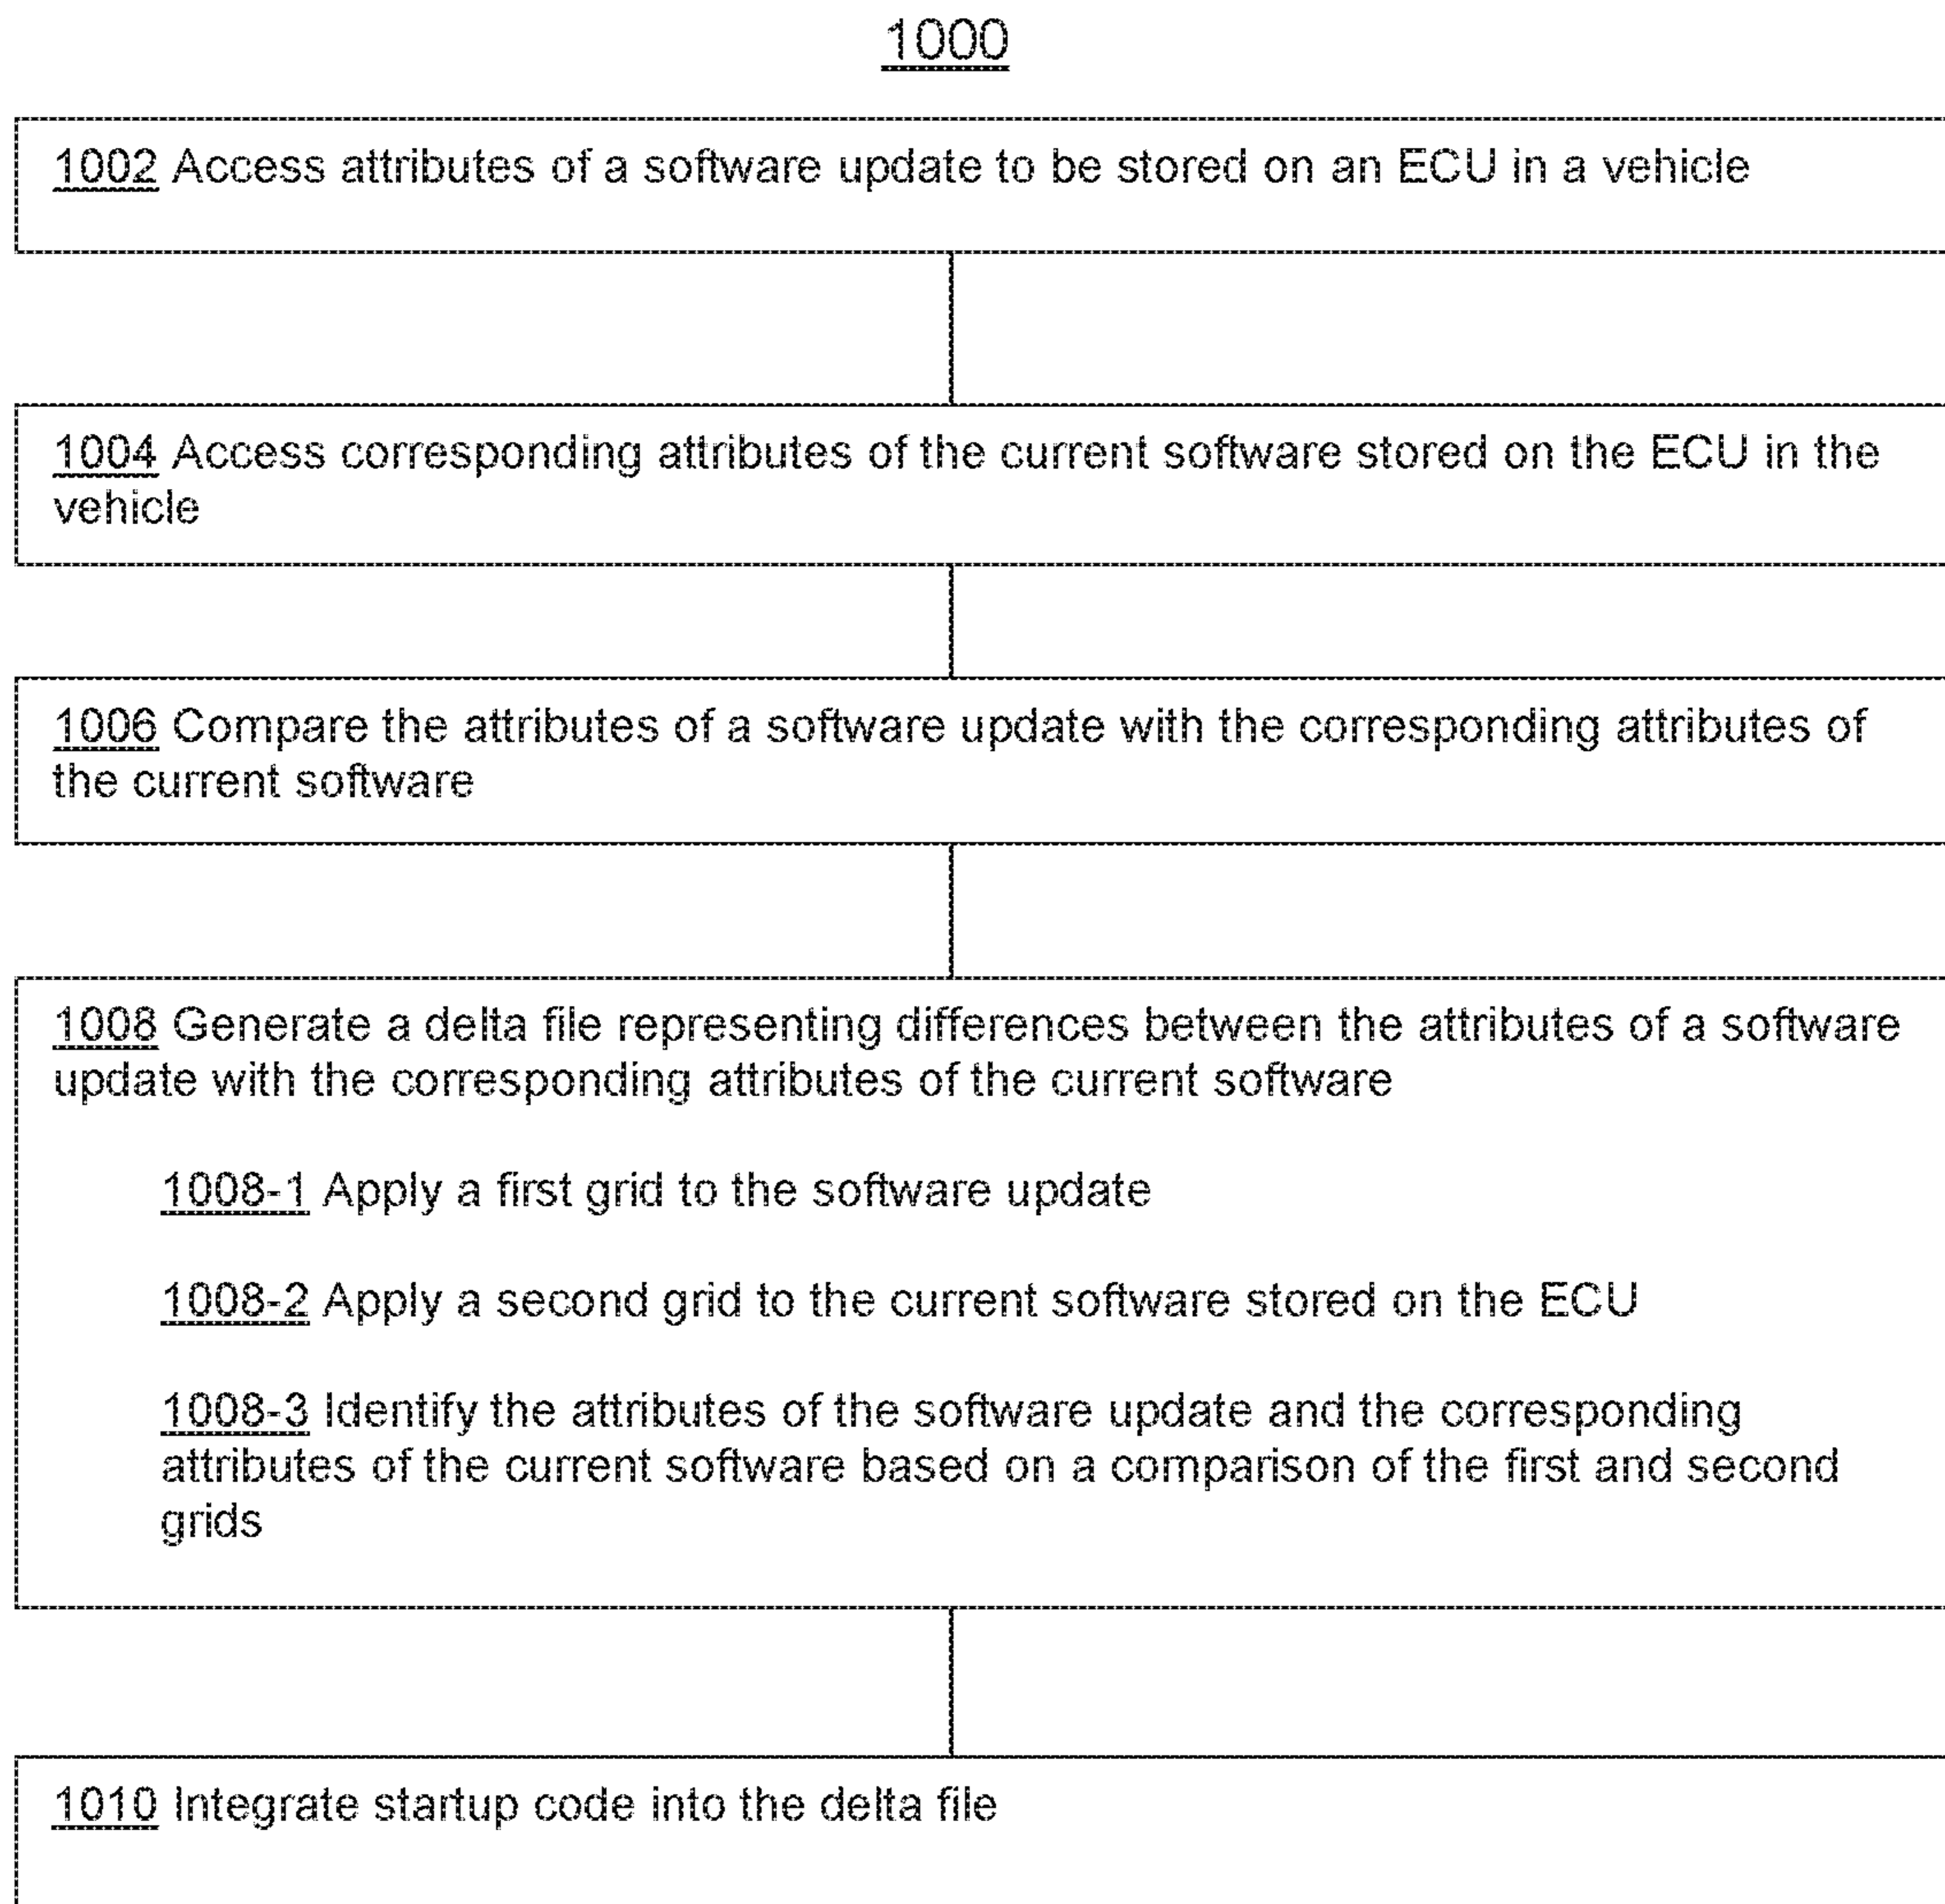 1000
1002 Access attributes of a software update to be stored on an ECU in a vehicle
1004 Access corresponding attributes of the current software stored on the ECU in the
vehicle
1006 Compare the attributes of a software update with the corresponding attributes of
the current software
1008 Generate a delta file representing differences between the attributes of a software
update with the corresponding attributes of the current software
1008-1 Apply a first grid to the software update
1008-2 Apply a second grid to the current software stored on the ECU
1008-3 Identify the attributes of the software update and the corresponding
attributes of the current software based on a comparison of the first and second
grids
1010 Integrate startup code into the delta file